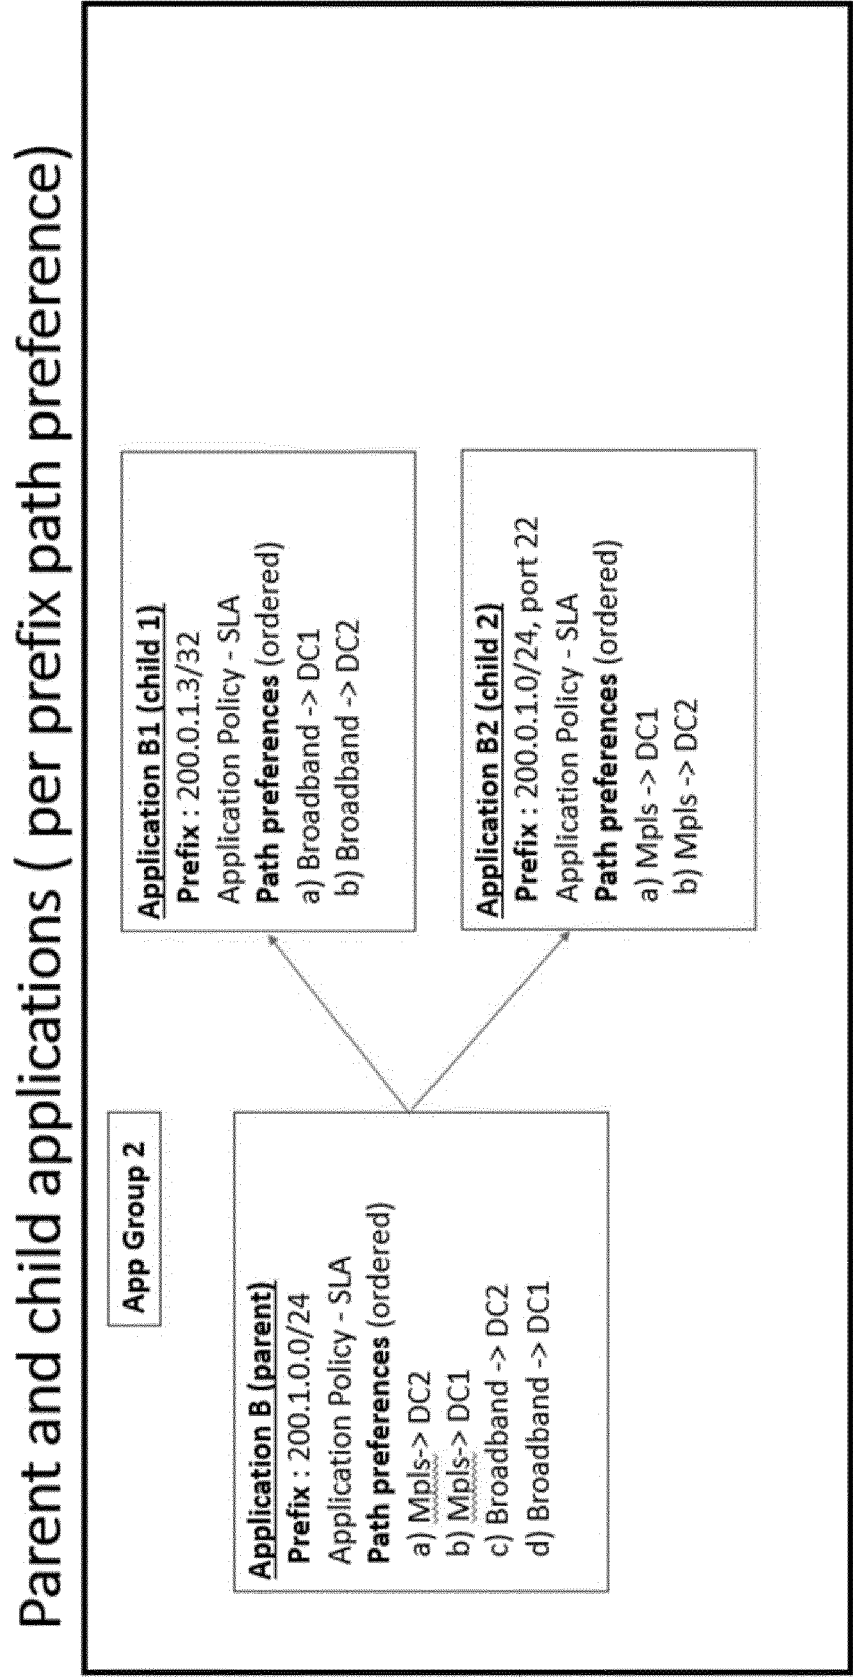 Parent and child applications ( per prefix path preference)
App Group 2
Application B (parent)
Prefix : 200.1.0.0/24
Application Policy - SLA
Path preferences (ordered)
a) Mpls-> DC2
b) Mpls-> DC1
c) Broadband -> DC2
d) Broadband -> DC1
Application B1 (child 1)
Prefix : 200.0.1.3/32
Application Policy - SLA
Path preferences (ordered)
a) Broadband -> DC1
b) Broadband -> DC2
Application B2 (child 2)
Prefix : 200.0.1.0/24, port 22
Application Policy - SLA
Path preferences (ordered)
a) Mpls -> DC1
b) Mpls -> DC2